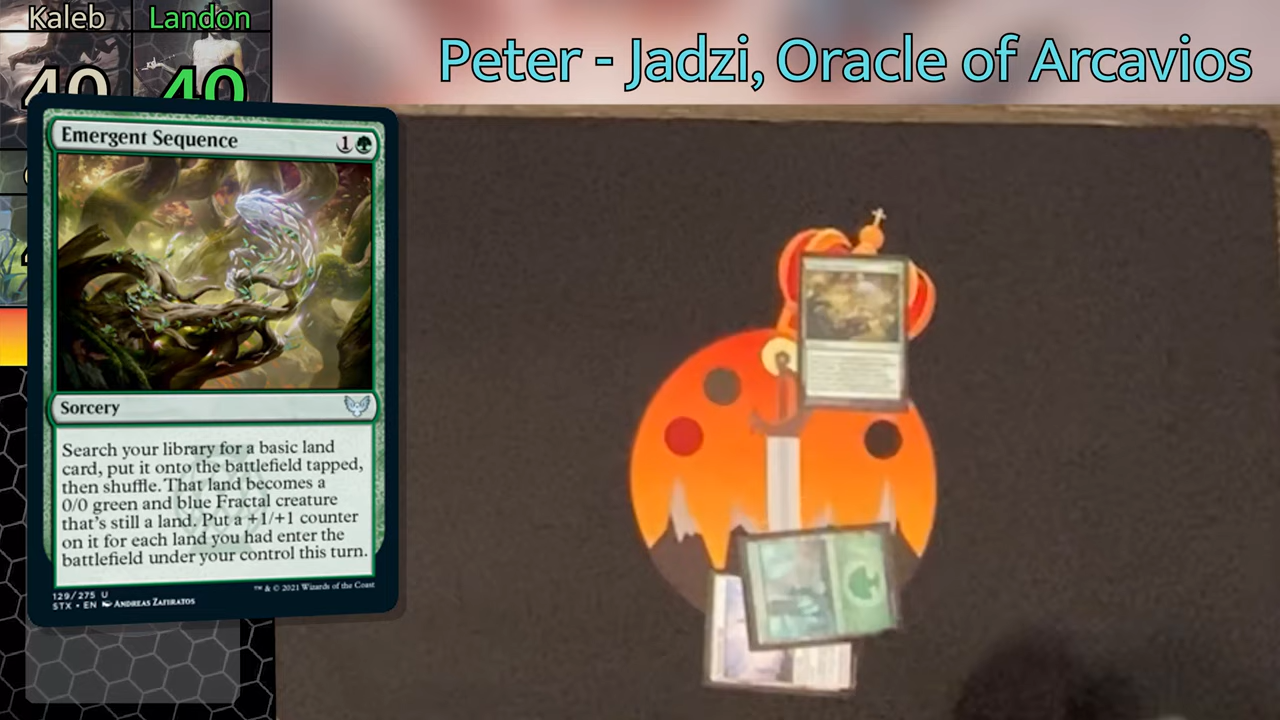 Kaleb Landon
40 40
Peter - Jadzi, Oracle of Arcavios
Emergent Sequence 1
Sorcery
Search your library for a basic land
card, put it onto the battlefield tapped,
then shuffle. That land becomes a
0/0 green and blue Fractal creature
that's still a land. Put a +1/+1 counter
on it for each land you had enter the
battlefield under your control this turn.
129/275 U
STX • EN ANDREAS ZAFIRATOS
™ & © 2021 Wizards of the Coast